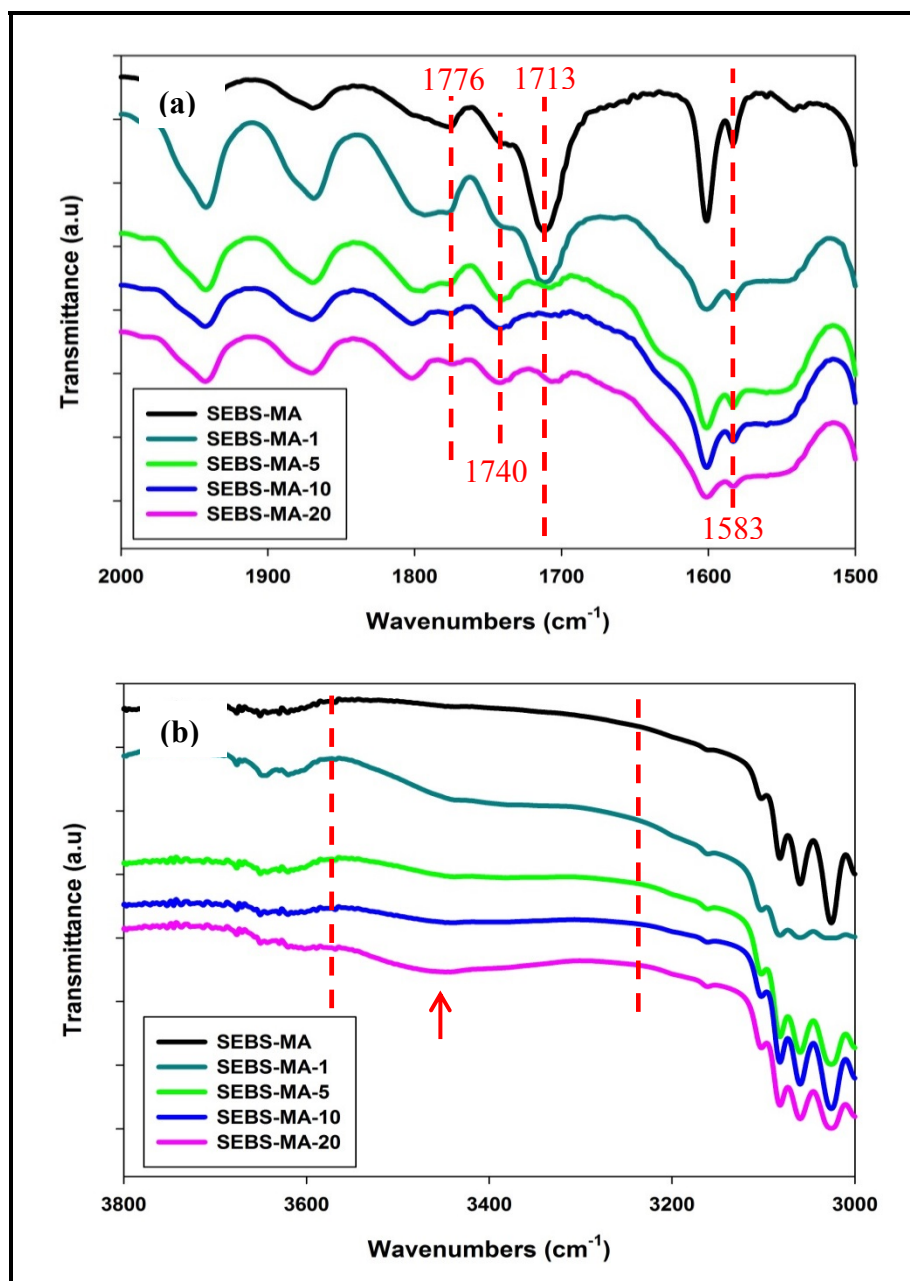 (a)
1776
1713
1740
1583
Transmittance (a.u)
SEBS-MA
SEBS-MA-1
SEBS-MA-5
SEBS-MA-10
SEBS-MA-20
2000 1900 1800 1700 1600 1500
Wavenumbers (cm⁻¹)
(b)
Transmittance (a.u)
SEBS-MA
SEBS-MA-1
SEBS-MA-5
SEBS-MA-10
SEBS-MA-20
3800 3600 3400 3200 3000
Wavenumbers (cm⁻¹)